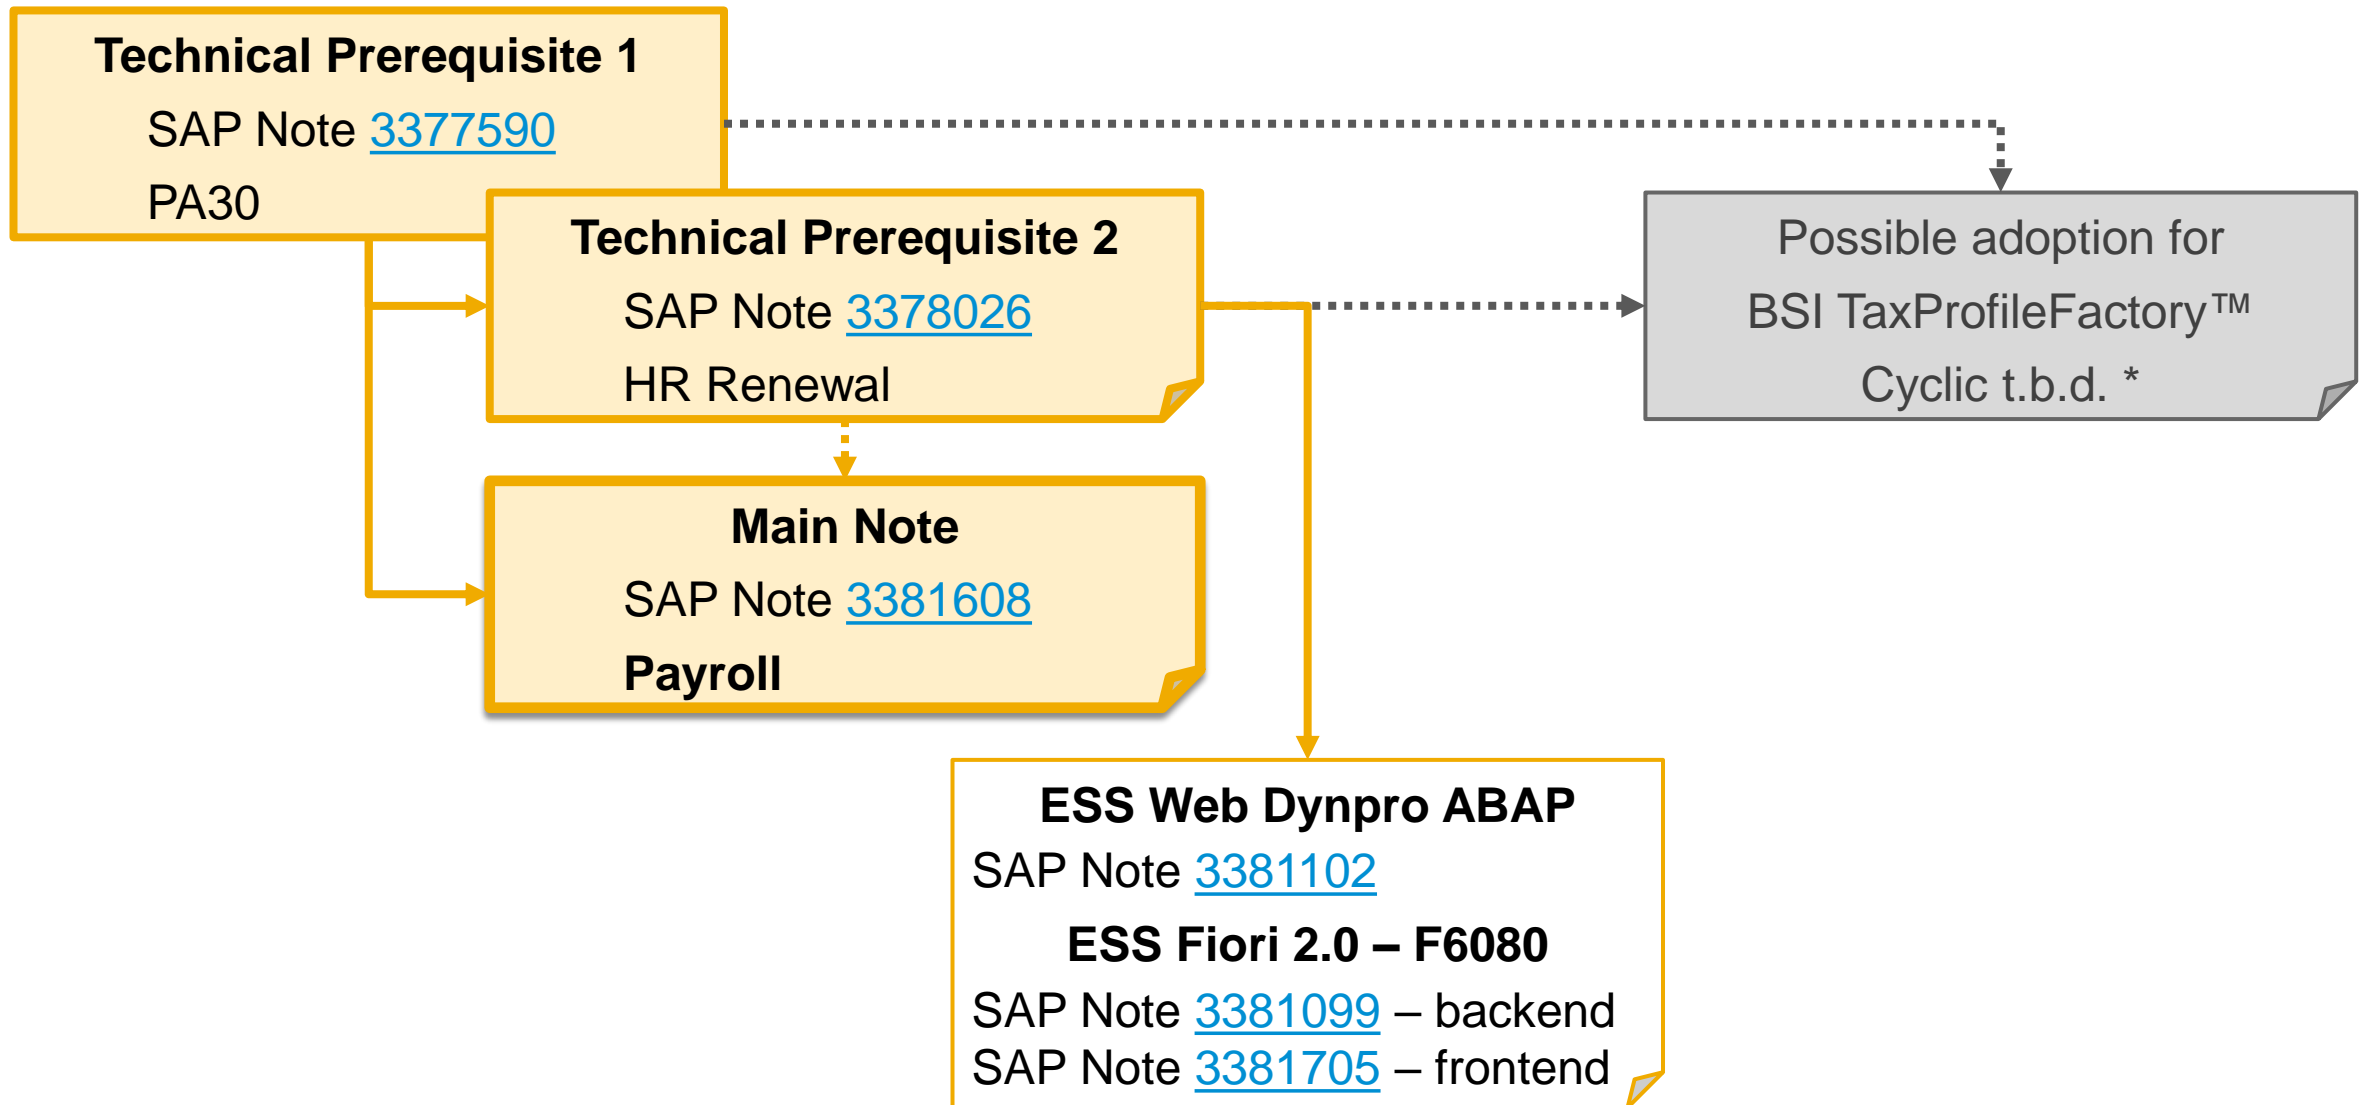 Technical Prerequisite 1
SAP Note 3377590
PA30
Technical Prerequisite 2
SAP Note 3378026
HR Renewal
Possible adoption for
BSI TaxProfileFactory™
Cyclic t.b.d. *
Main Note
SAP Note 3381608
Payroll
ESS Web Dynpro ABAP
SAP Note 3381102
ESS Fiori 2.0 – F6080
SAP Note 3381099 – backend
SAP Note 3381705 – frontend